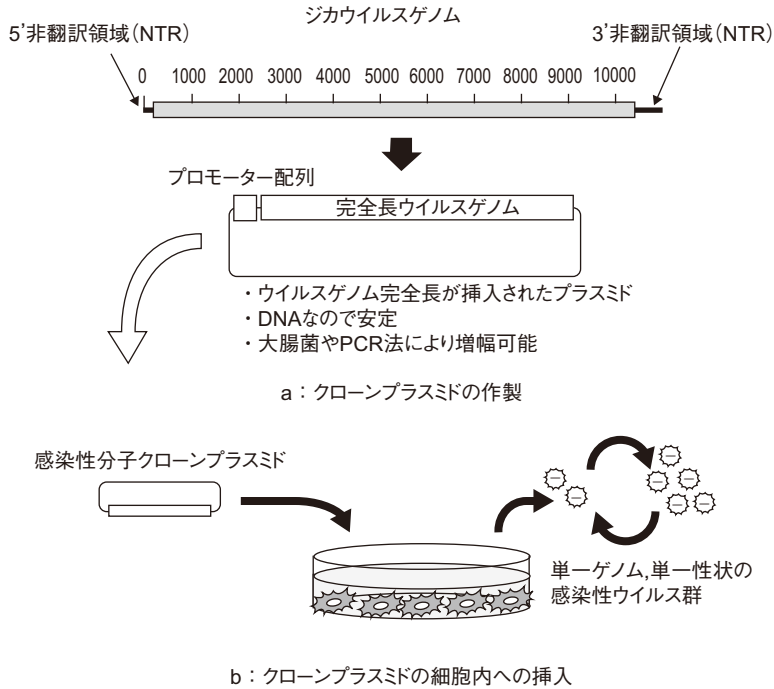 ジカウイルスゲノム
5’非翻訳領域(NTR)
3’非翻訳領域(NTR)
0 1000 2000 3000 4000 5000 6000 7000 8000 9000 10000
プロモーター配列
完全長ウイルスゲノム
・ウイルスゲノム完全長が挿入されたプラスミド
・DNAなので安定
・大腸菌やPCR法により増幅可能
a：クローンプラスミドの作製
感染性分子クローンプラスミド
単一ゲノム,単一性状の
感染性ウイルス群
b：クローンプラスミドの細胞内への挿入